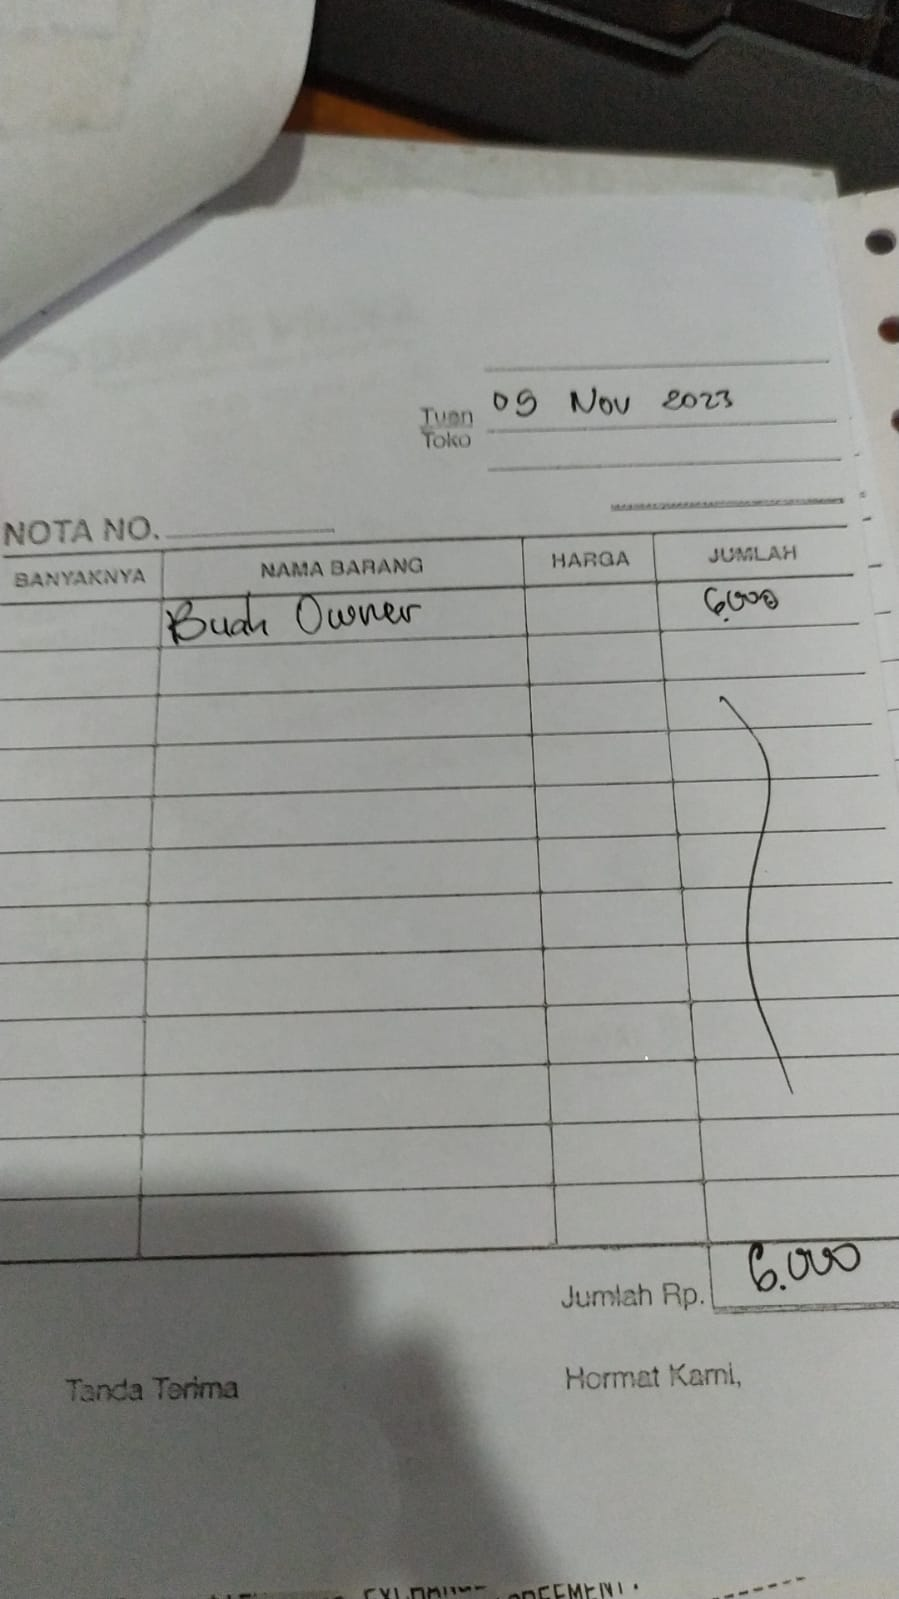 09 Nov 2023
Tuan
Toko
NOTA NO.
BANYAKNYA NAMA BARANG HARGA JUMLAH
Buah Owner 6.000
Jumlah Rp. 6.000
Tanda Terima Hormat Kami,